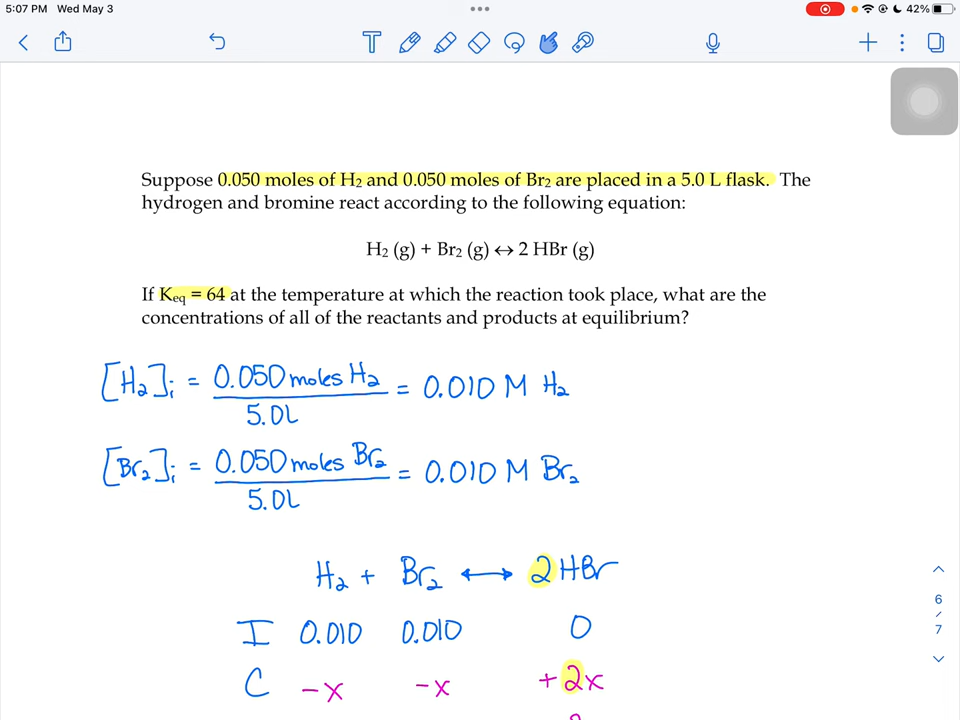 5:07 PM Wed May 3
42%
Suppose 0.050 moles of H₂ and 0.050 moles of Br₂ are placed in a 5.0 L flask. The
hydrogen and bromine react according to the following equation:
H₂ (g) + Br₂ (g) ↔ 2 HBr (g)
If Keq = 64 at the temperature at which the reaction took place, what are the
concentrations of all of the reactants and products at equilibrium?
[H₂]ᵢ = 0.050 moles H₂ = 0.010 M H₂
5.0L
[Br₂]ᵢ = 0.050 moles Br₂ = 0.010 M Br₂
5.0L
H₂ + Br₂ ↔ 2HBr
I 0.010 0.010 0
C -x -x +2x
6
/
7